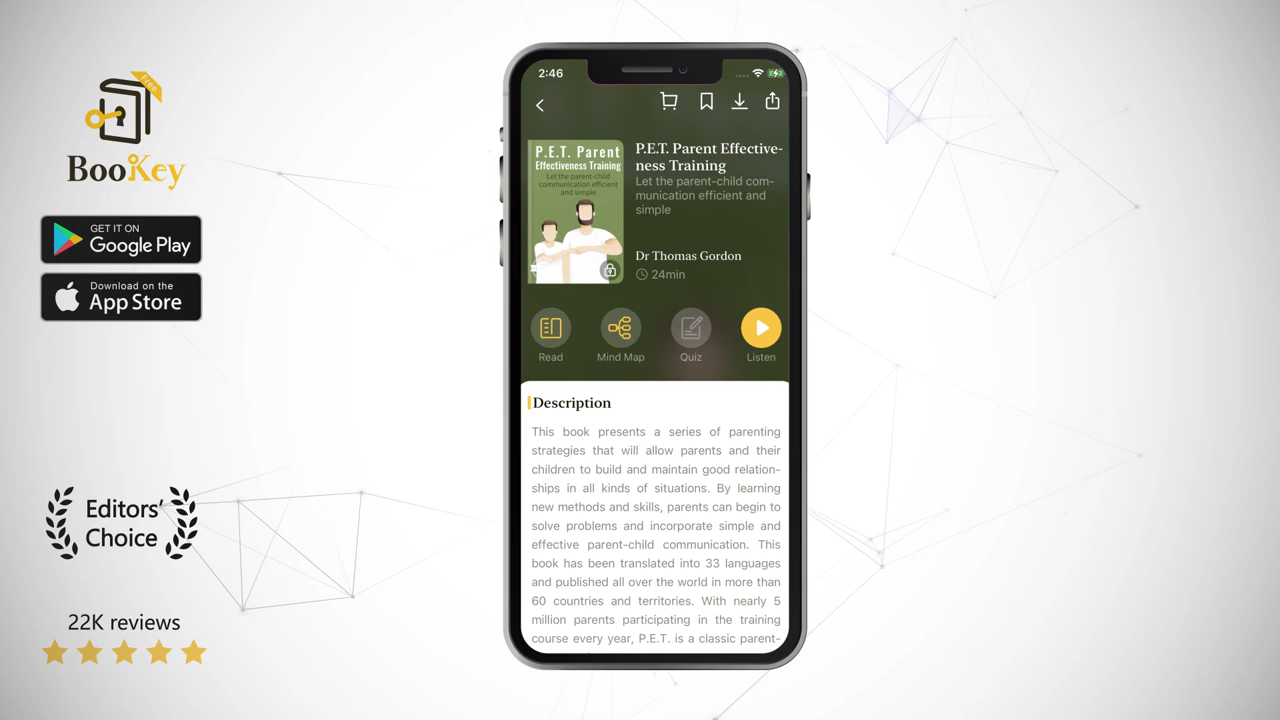 Free
BooKey
GET IT ON
Google Play
Download on the
App Store
Editors'
Choice
22K reviews
2:46
P.E.T. Parent
Effectiveness Training
Let the parent-child
communication efficient
and simple
P.E.T. Parent Effective-
ness Training
Let the parent-child com-
munication efficient and
simple
Dr Thomas Gordon
24min
Read
Mind Map
Quiz
Listen
Description
This book presents a series of parenting
strategies that will allow parents and their
children to build and maintain good relation-
ships in all kinds of situations. By learning
new methods and skills, parents can begin to
solve problems and incorporate simple and
effective parent-child communication. This
book has been translated into 33 languages
and published all over the world in more than
60 countries and territories. With nearly 5
million parents participating in the training
course every year, P.E.T. is a classic parent-